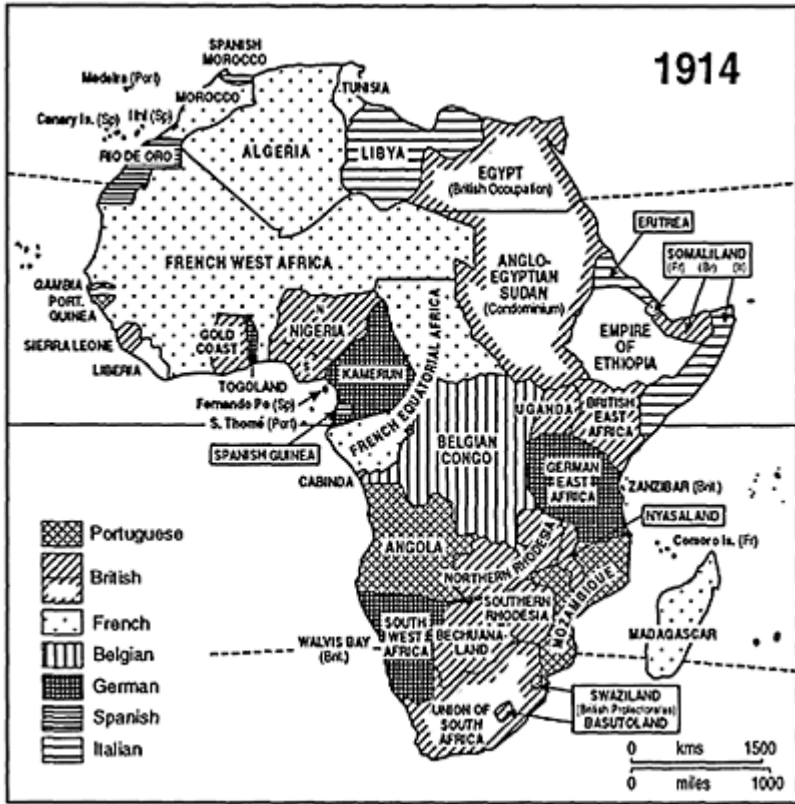 1914
SPANISH
MOROCCO
Madeira (Port)
MOROCCO
TUNISIA
Canary Is. (Sp)
Ifni (Sp)
RIO DE ORO
ALGERIA
LIBYA
EGYPT
(British Occupation)
ERITREA
SOMALILAND
(Fr) (Br) (It)
FRENCH WEST AFRICA
ANGLO-
EGYPTIAN
SUDAN
(Condominium)
GAMBIA
PORT.
GUINEA
SIERRA LEONE
LIBERIA
GOLD
COAST
NIGERIA
TOGOLAND
KAMERUN
Fernando Po (Sp)
S. Thomé (Port)
SPANISH GUINEA
FRENCH EQUATORIAL AFRICA
EMPIRE OF
ETHIOPIA
UGANDA
BRITISH
EAST
AFRICA
BELGIAN
CONGO
GERMAN
EAST
AFRICA
CABINDA
ZANZIBAR (Brit.)
NYASALAND
Comoro Is. (Fr)
ANGOLA
NORTHERN RHODESIA
SOUTHERN
RHODESIA
MOZAMBIQUE
MADAGASCAR
SOUTH
WEST
AFRICA
BECHUANA-
LAND
WALVIS BAY
(Brit.)
UNION OF
SOUTH
AFRICA
SWAZILAND
(British Protectorates)
BASUTOLAND
Portuguese
British
French
Belgian
German
Spanish
Italian
0 kms 1500
0 miles 1000